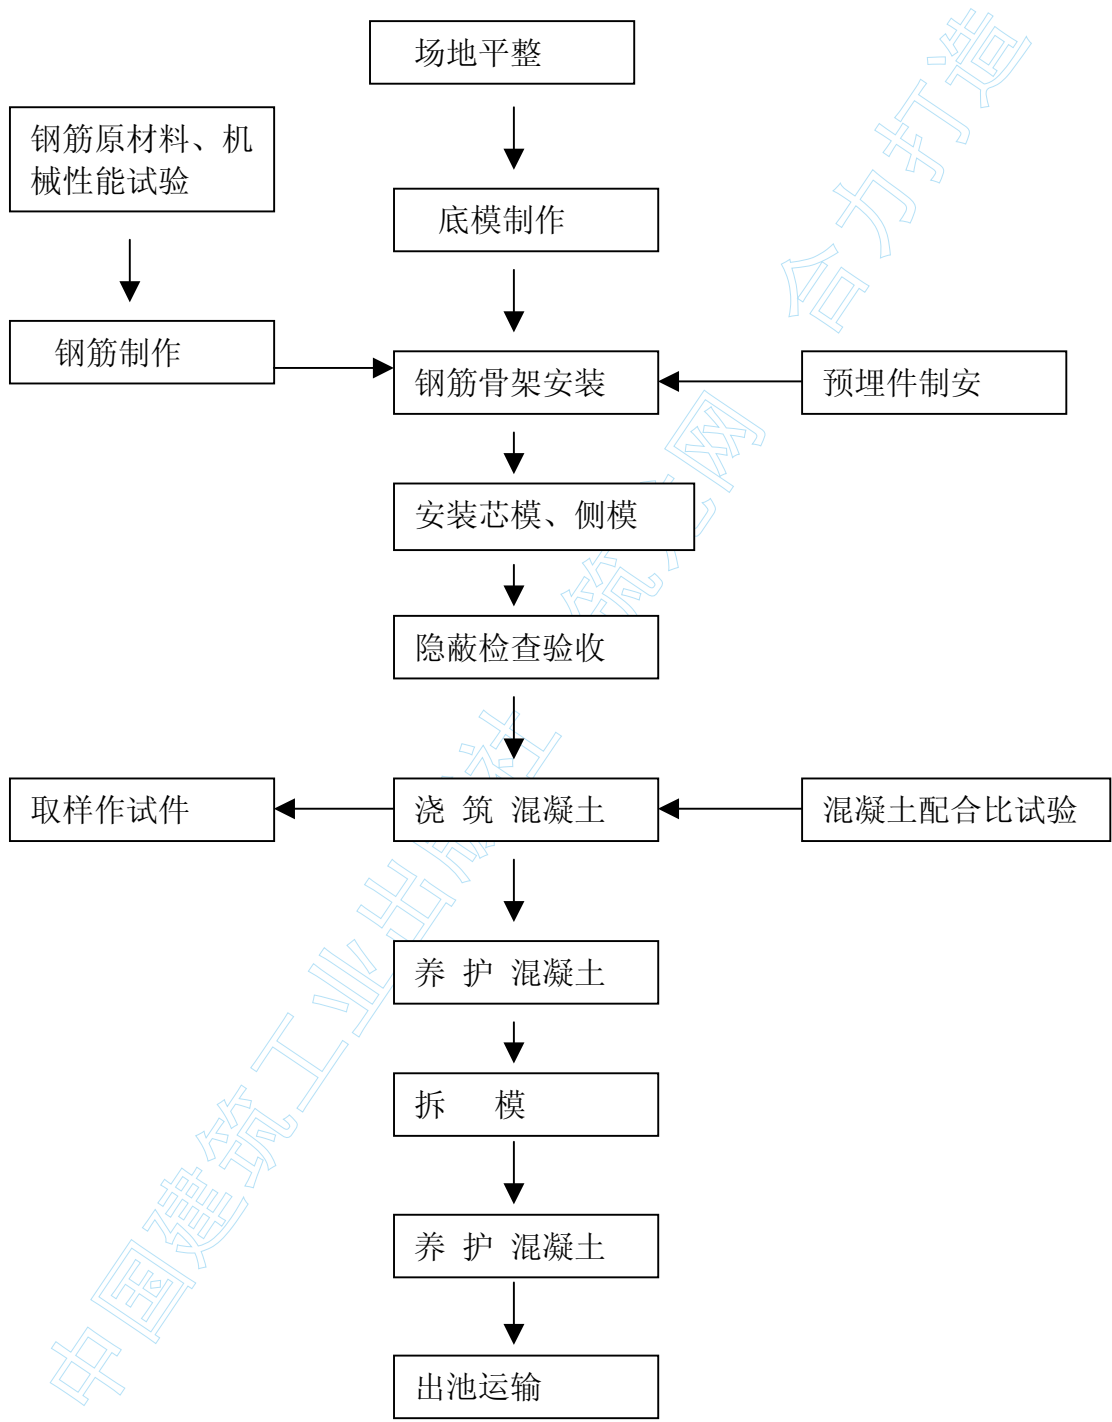 场地平整
钢筋原材料、机
械性能试验
底模制作
钢筋制作
钢筋骨架安装
预埋件制安
安装芯模、侧模
隐蔽检查验收
取样作试件
浇 筑 混凝土
混凝土配合比试验
养 护 混凝土
拆 模
养 护 混凝土
出池运输
中国建筑工业出版社
筑龙网 合力打造